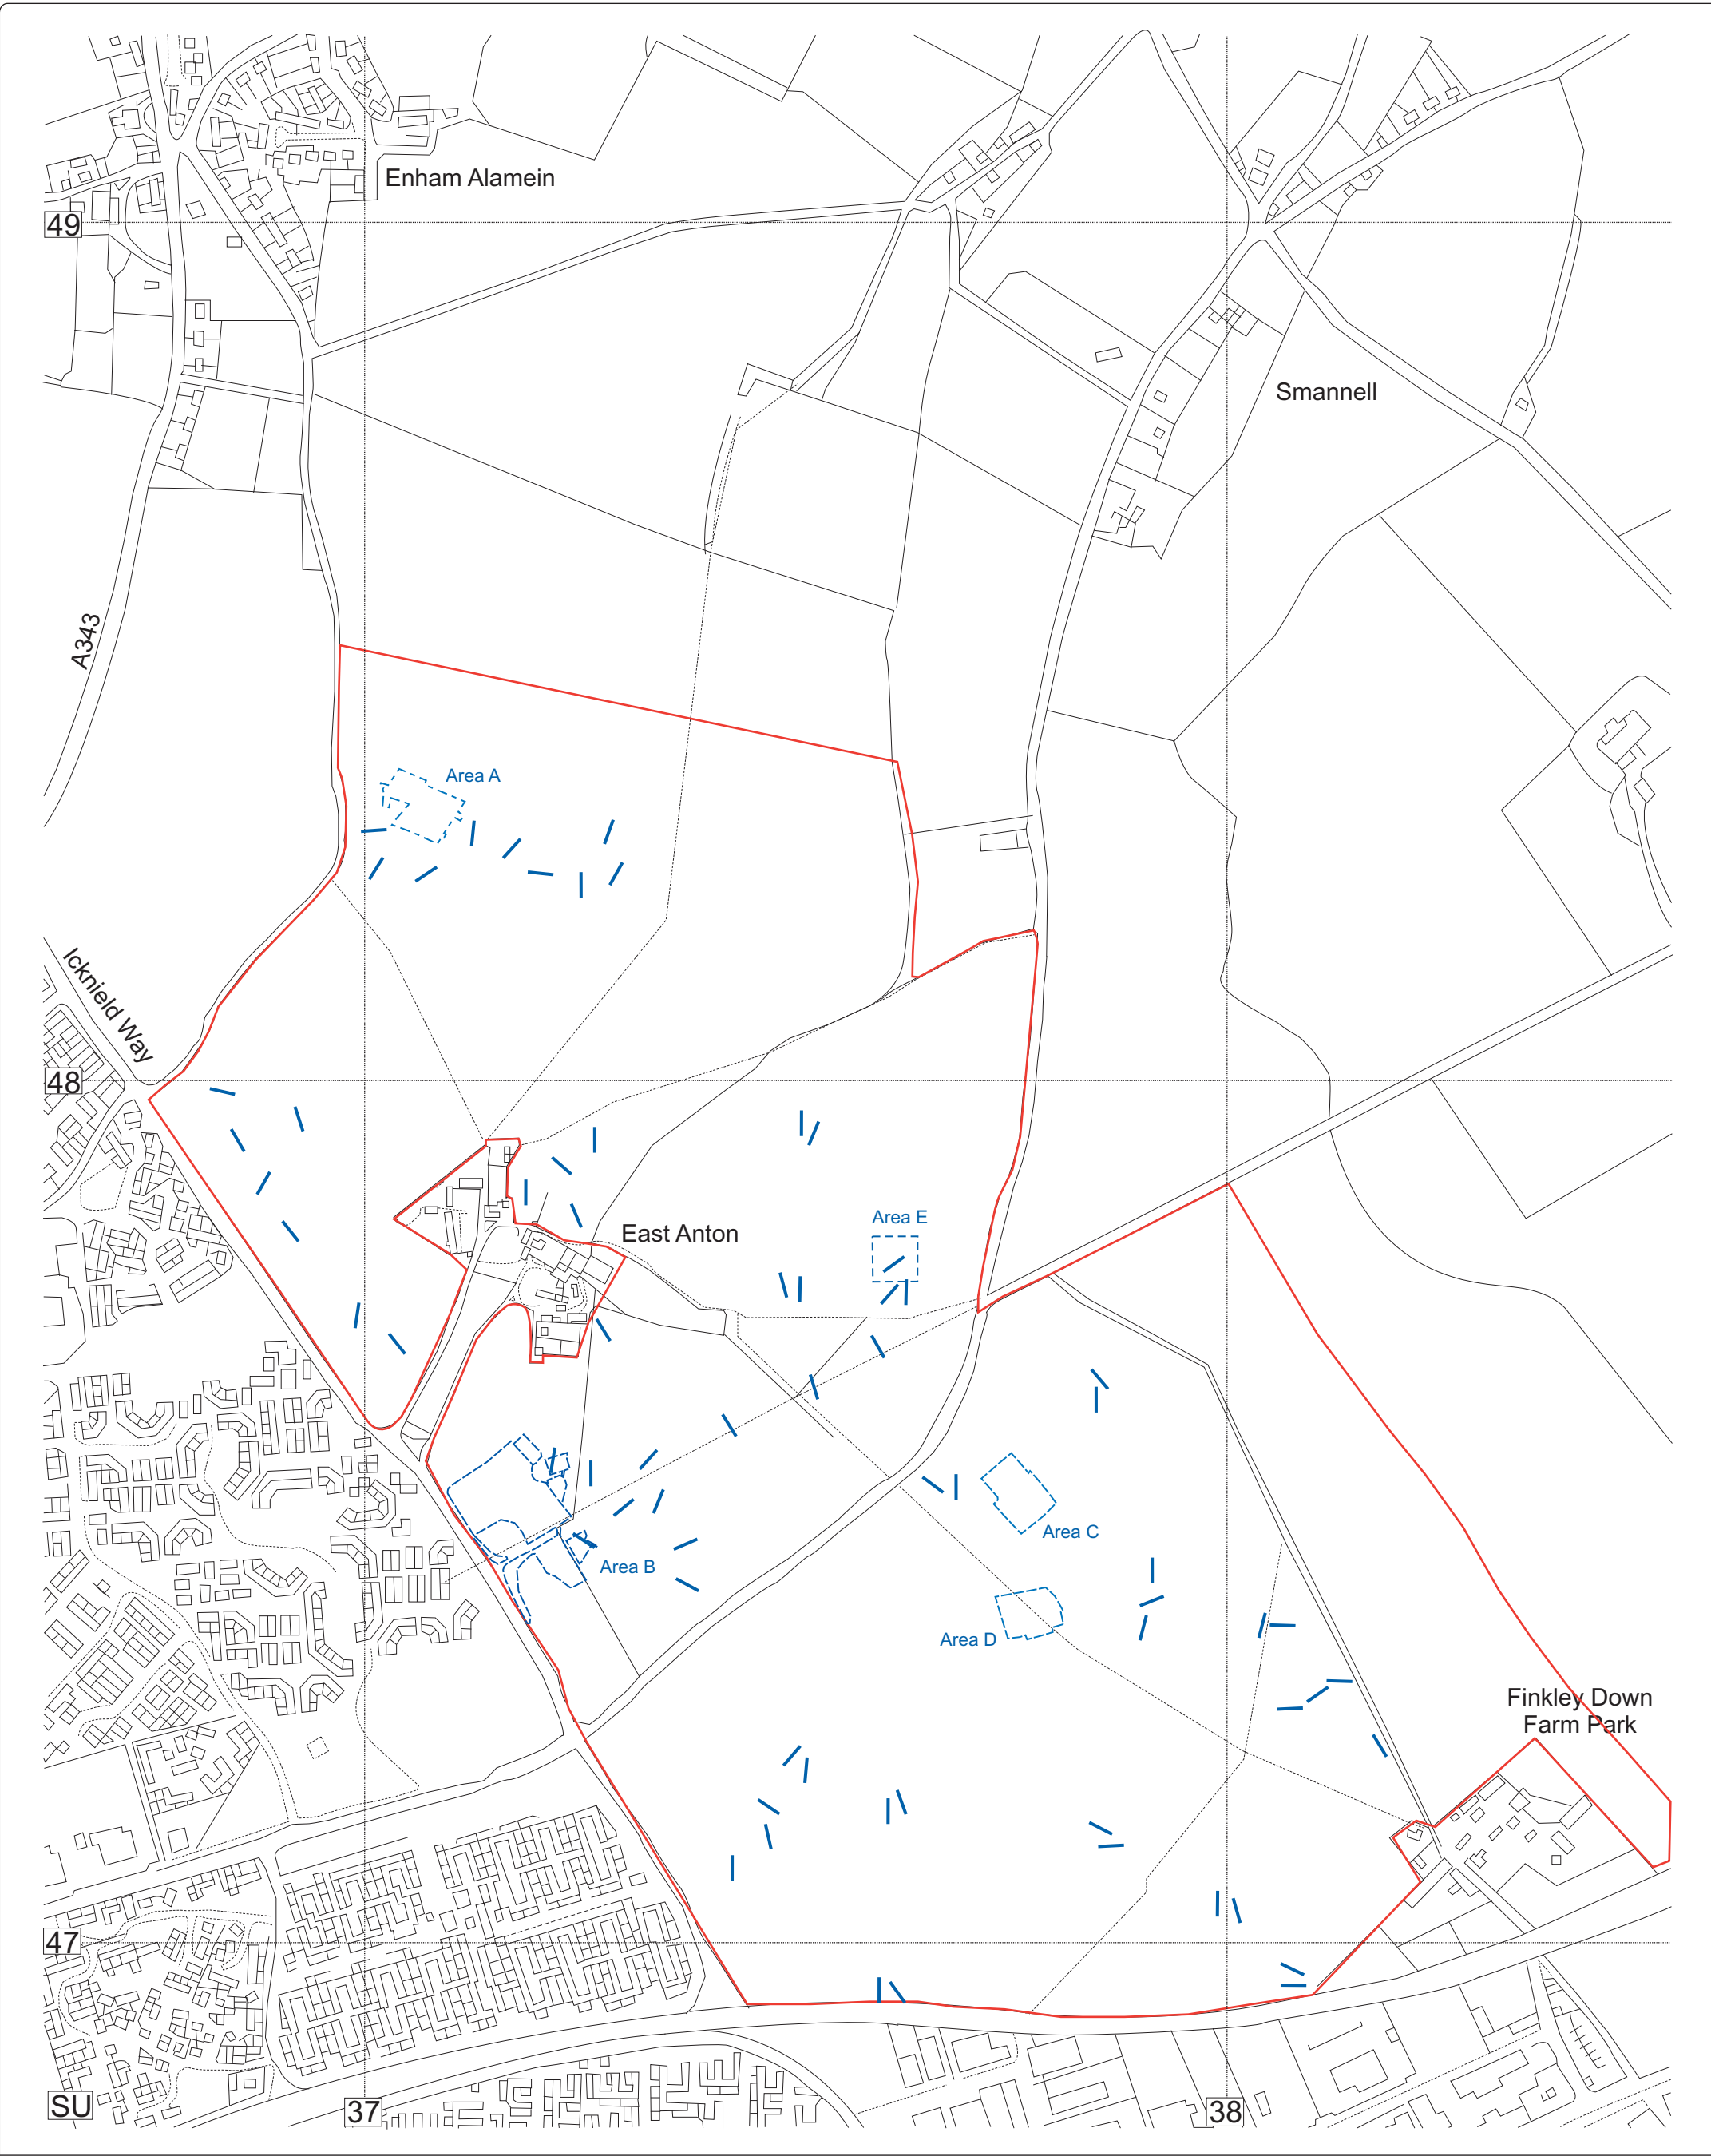 Enham Alamein
49
Smannell
A343
Area A
Icknield Way
48
Area E
East Anton
Area C
Area B
Area D
Finkley Down
Farm Park
47
SU
37
38